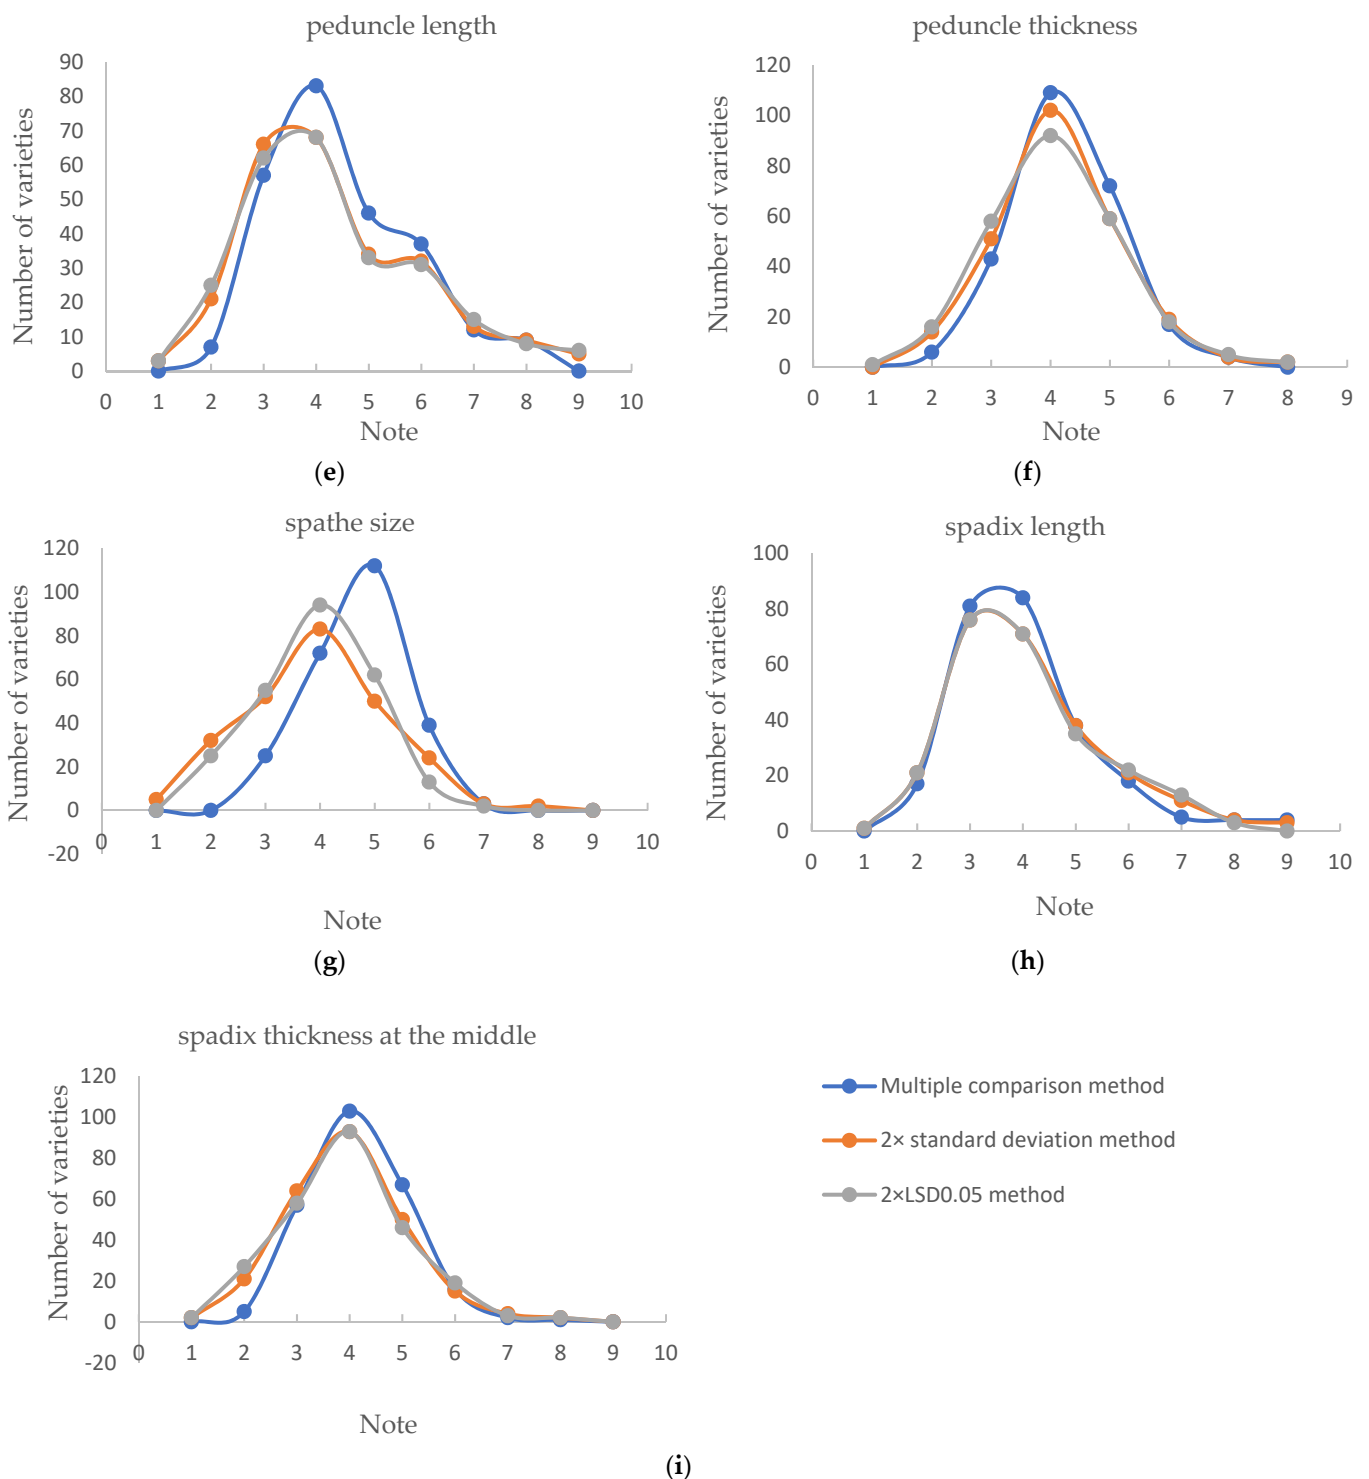 peduncle length
90
80
70
60
50
40
30
20
10
0
0 1 2 3 4 5 6 7 8 9 10
Number of varieties
Note
(e)
peduncle thickness
120
100
80
60
40
20
0
0 1 2 3 4 5 6 7 8 9
Number of varieties
Note
(f)
spathe size
120
100
80
60
40
20
0
-20
0 1 2 3 4 5 6 7 8 9 10
Number of varieties
Note
(g)
spadix length
100
80
60
40
20
0
0 1 2 3 4 5 6 7 8 9 10
Number of varieties
Note
(h)
spadix thickness at the middle
120
100
80
60
40
20
0
-20
0 1 2 3 4 5 6 7 8 9 10
Number of varieties
Note
Multiple comparison method
2× standard deviation method
2×LSD0.05 method
(i)